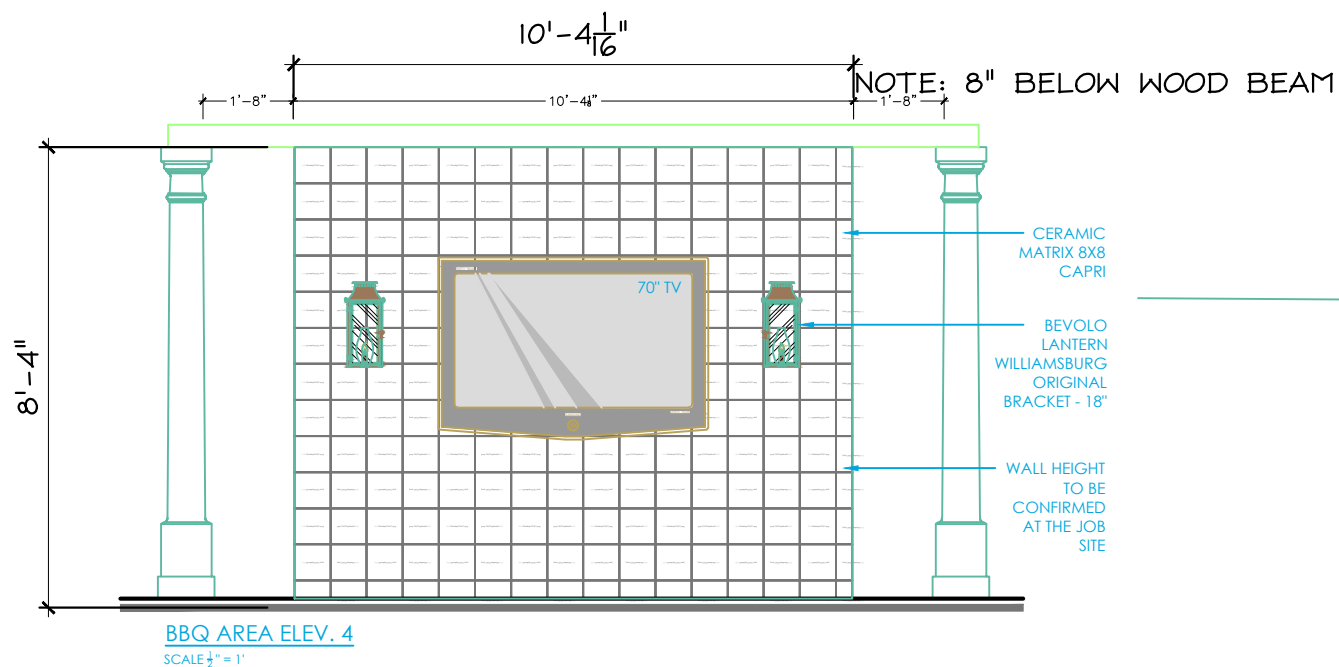 10'-4 1/16"
NOTE: 8" BELOW WOOD BEAM
1'-8"
1'-8"
8'-4"
70" TV
CERAMIC
MATRIX 8X8
CAPRI
BEVOLO
LANTERN
WILLIAMSBURG
ORIGINAL
BRACKET - 18"
WALL HEIGHT
TO BE
CONFIRMED
AT THE JOB
SITE
BBQ AREA ELEV. 4
SCALE 1/2" = 1'